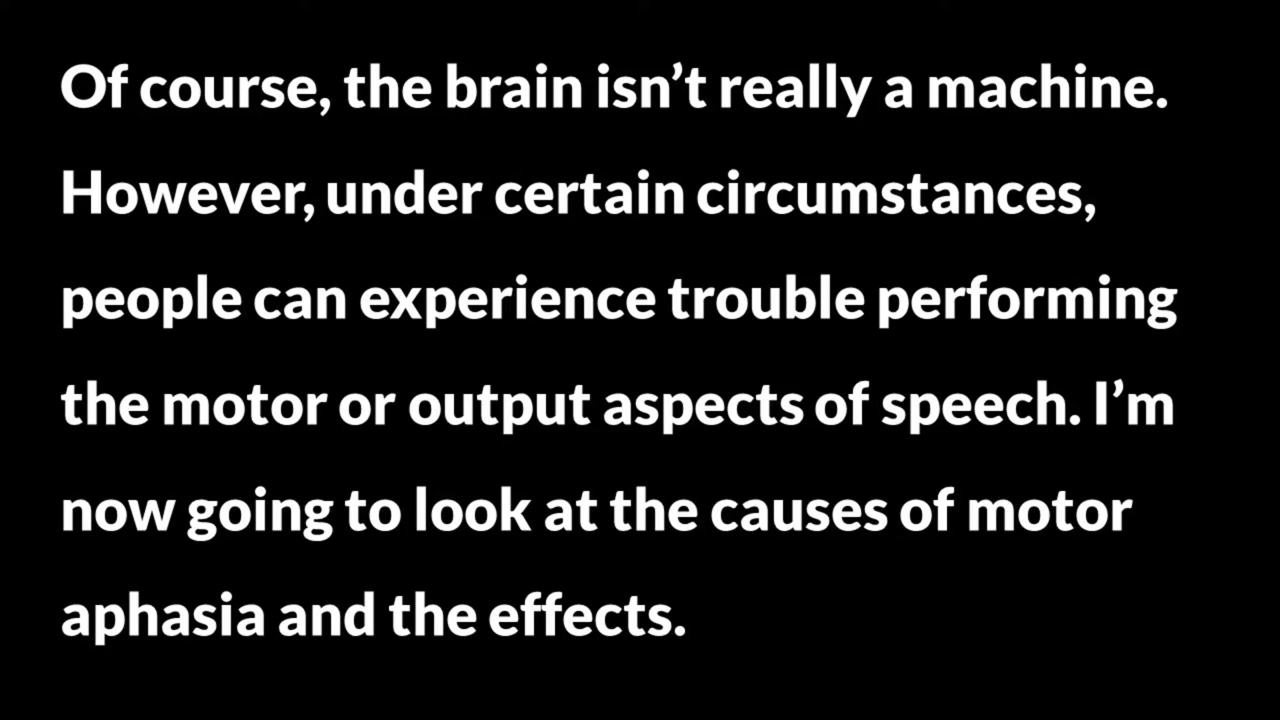 Of course, the brain isn’t really a machine.
However, under certain circumstances,
people can experience trouble performing
the motor or output aspects of speech. I’m
now going to look at the causes of motor
aphasia and the effects.